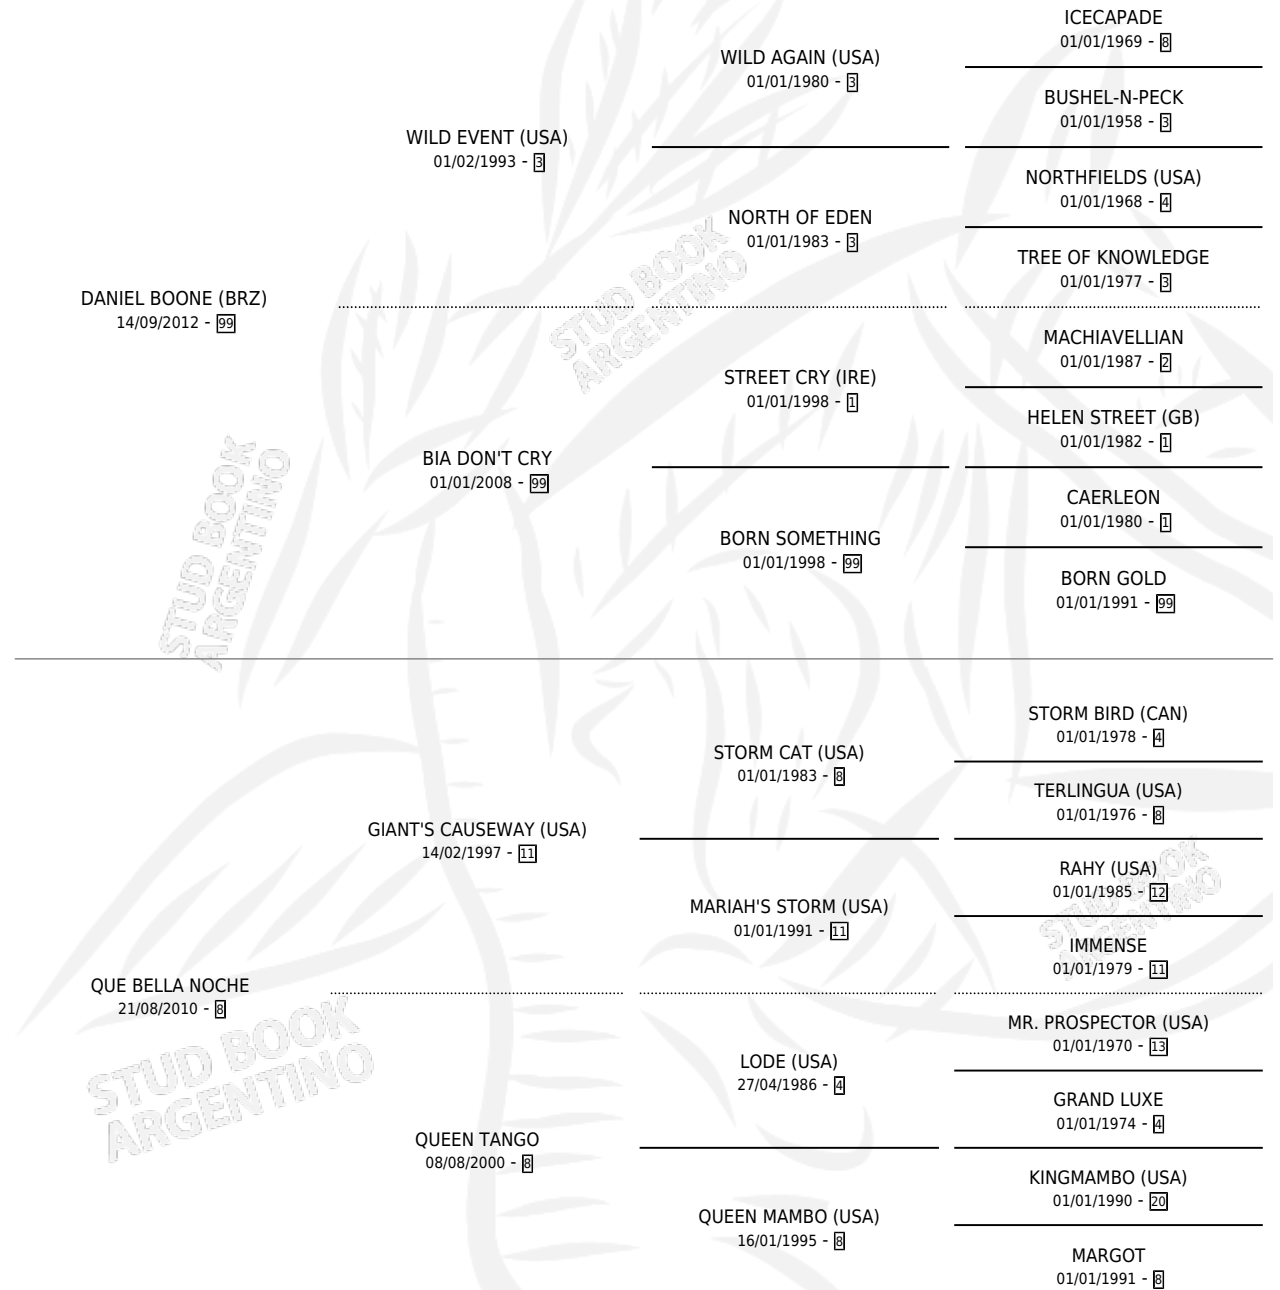 ICECAPADE
01/01/1969 - 8
WILD AGAIN (USA)
01/01/1980 - 3
BUSHEL-N-PECK
01/01/1958 - 3
WILD EVENT (USA)
01/02/1993 - 3
NORTHFIELDS (USA)
01/01/1968 - 4
NORTH OF EDEN
01/01/1983 - 3
TREE OF KNOWLEDGE
01/01/1977 - 3
DANIEL BOONE (BRZ)
14/09/2012 - 99
MACHIAVELLIAN
01/01/1987 - 2
STREET CRY (IRE)
01/01/1998 - 1
HELEN STREET (GB)
01/01/1982 - 1
BIA DON'T CRY
01/01/2008 - 99
CAERLEON
01/01/1980 - 1
BORN SOMETHING
01/01/1998 - 99
BORN GOLD
01/01/1991 - 99
STORM BIRD (CAN)
01/01/1978 - 4
STORM CAT (USA)
01/01/1983 - 8
TERLINGUA (USA)
01/01/1976 - 8
GIANT'S CAUSEWAY (USA)
14/02/1997 - 11
RAHY (USA)
01/01/1985 - 12
MARIAH'S STORM (USA)
01/01/1991 - 11
IMMENSE
01/01/1979 - 11
QUE BELLA NOCHE
21/08/2010 - 8
MR. PROSPECTOR (USA)
01/01/1970 - 13
LODE (USA)
27/04/1986 - 4
GRAND LUXE
01/01/1974 - 4
QUEEN TANGO
08/08/2000 - 8
KINGMAMBO (USA)
01/01/1990 - 20
QUEEN MAMBO (USA)
16/01/1995 - 8
MARGOT
01/01/1991 - 8
STUD BOOK
ARGENTINO
STUD BOOK
ARGENTINO
STUD BOOK
ARGENTINO
STUD BOOK
ARGENTINO